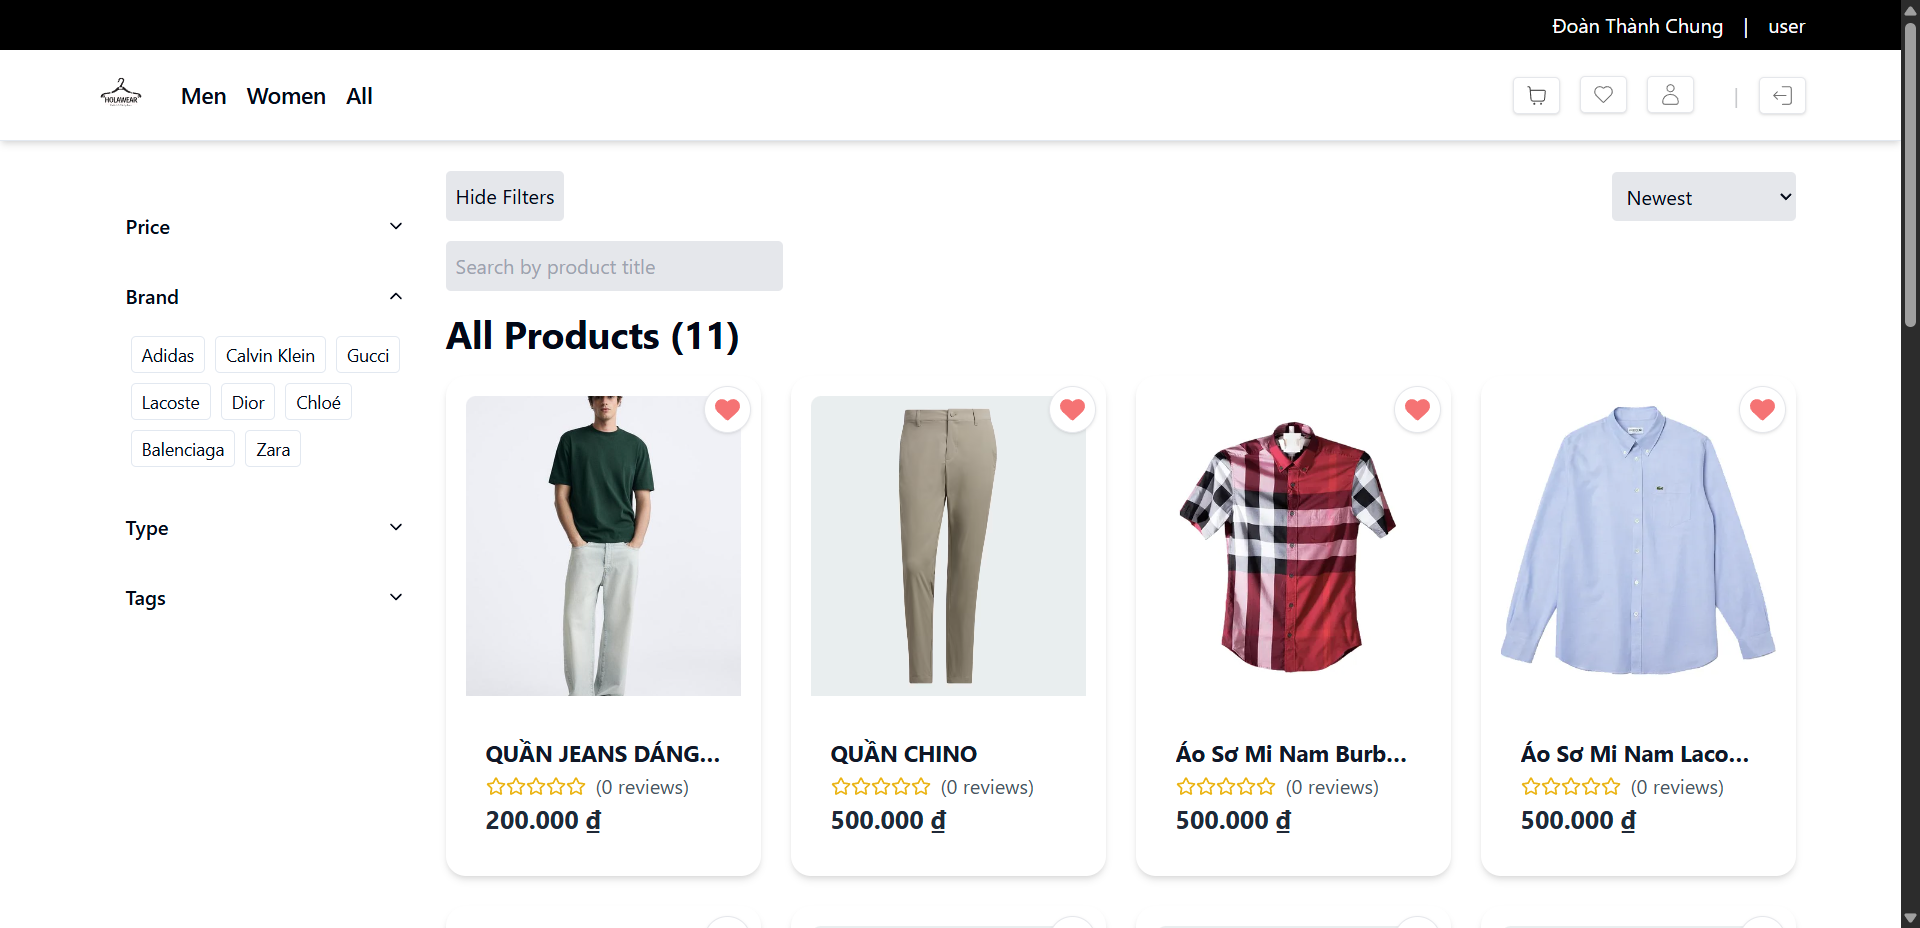 Đoàn Thành Chung | user
HOLAWEAR
Men Women All
|
Hide Filters
Newest
Search by product title
All Products (11)
Price
Brand
Adidas Calvin Klein Gucci
Lacoste Dior Chloé
Balenciaga Zara
Type
Tags
QUẦN JEANS DÁNG...
(0 reviews)
200.000 ₫
QUẦN CHINO
(0 reviews)
500.000 ₫
Áo Sơ Mi Nam Burb...
(0 reviews)
500.000 ₫
Áo Sơ Mi Nam Laco...
(0 reviews)
500.000 ₫